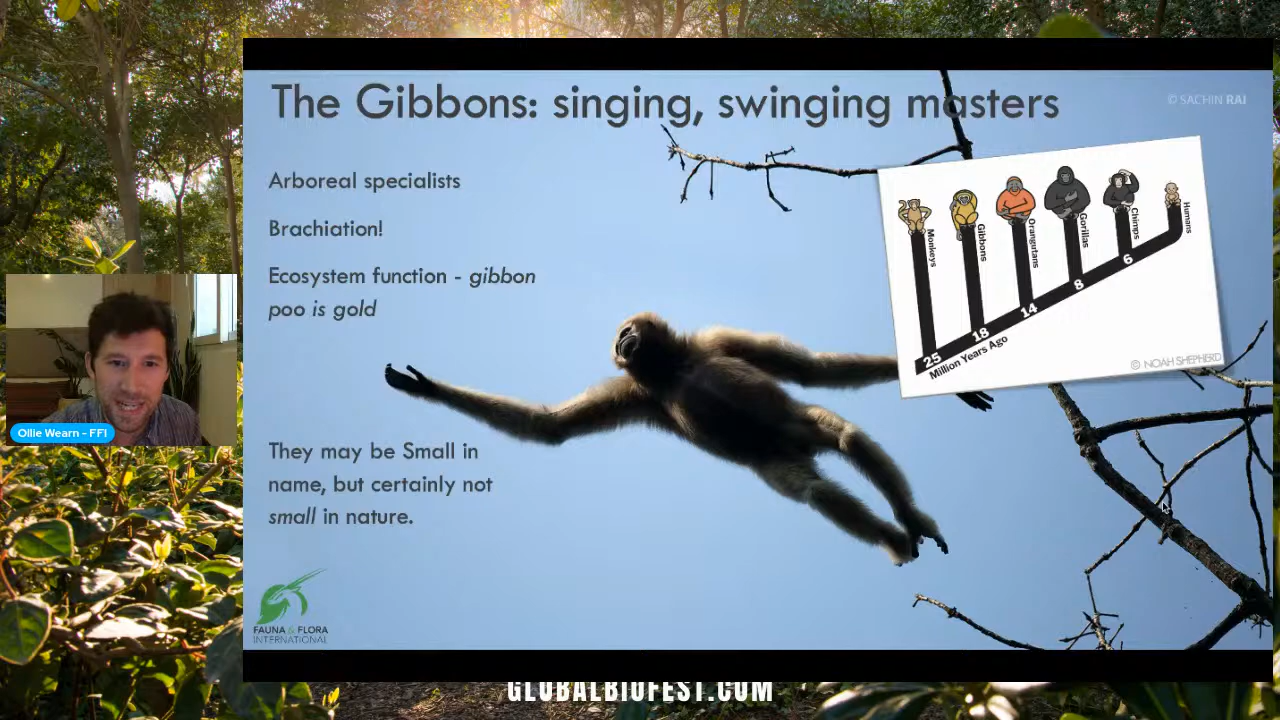 The Gibbons: singing, swinging masters
© SACHIN RAI
Arboreal specialists
Brachiation!
Ecosystem function - gibbon
poo is gold
Monkeys
Gibbons
Orangutans
Gorillas
Chimps
Humans
25
18
14
8
6
Million Years Ago
© NOAH SHEPHERD
Ollie Wearn - FFI
They may be Small in
name, but certainly not
small in nature.
FAUNA & FLORA
INTERNATIONAL
GLOBALBIOFEST.COM